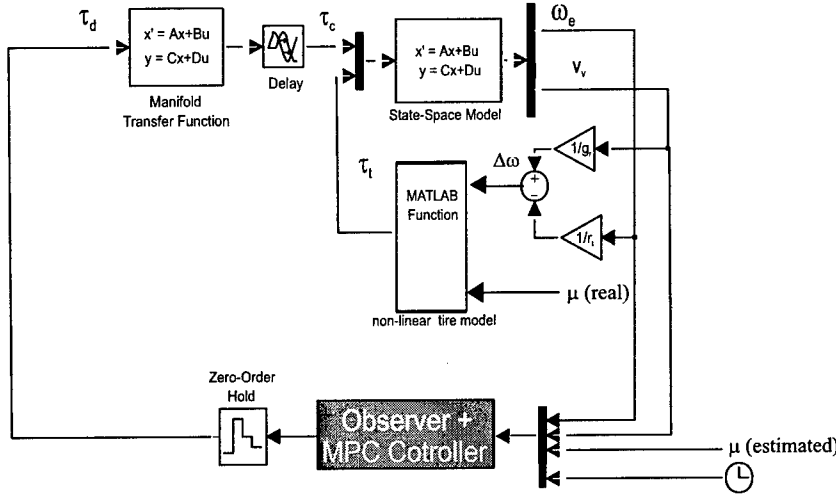 τd
x' = Ax+Bu
y = Cx+Du
Manifold
Transfer Function
Delay
τc
x' = Ax+Bu
y = Cx+Du
State-Space Model
ωe
Vv
τt
MATLAB
Function
non-linear tire model
Δω
+
−
1/gr
1/rt
μ (real)
Zero-Order
Hold
Observer +
MPC Cotroller
μ (estimated)